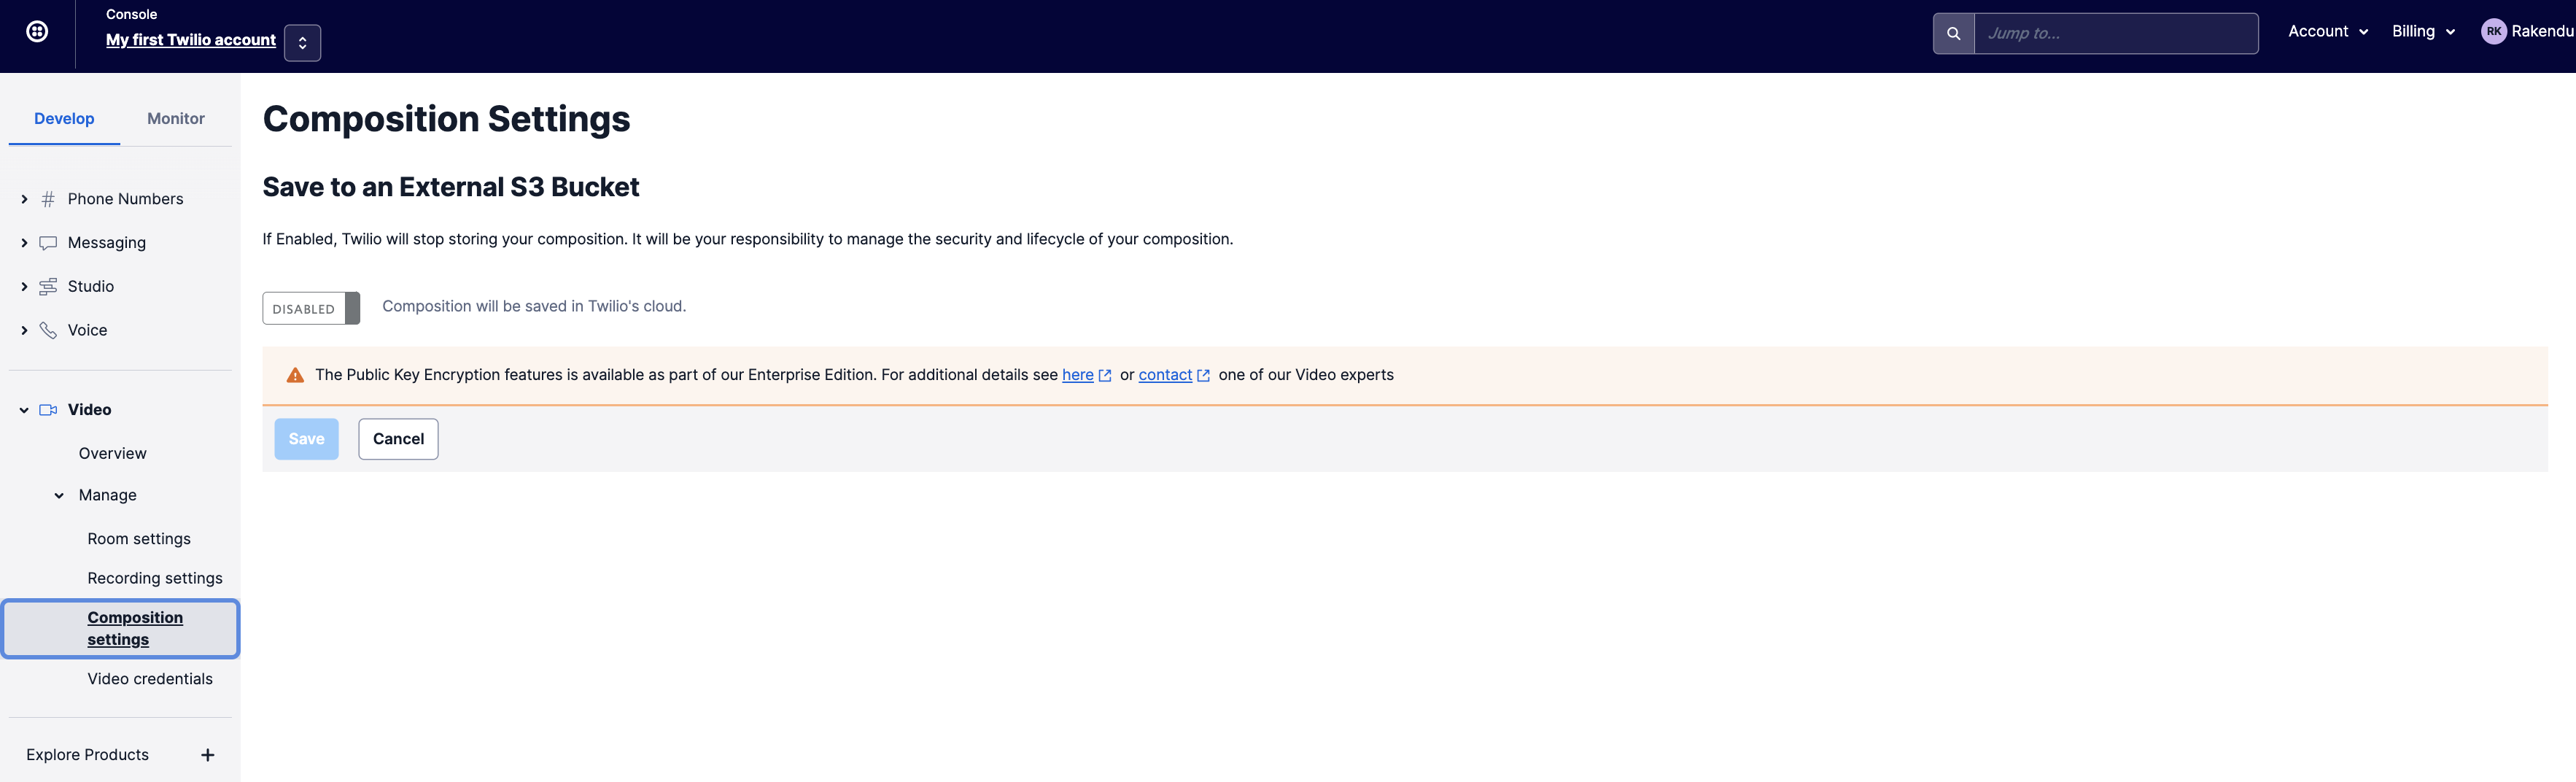 Console
My first Twilio account
Jump to...
Account
Billing
RK
Rakendu
Develop
Monitor
Phone Numbers
Messaging
Studio
Voice
Video
Overview
Manage
Room settings
Recording settings
Composition
settings
Video credentials
Explore Products
Composition Settings
Save to an External S3 Bucket
If Enabled, Twilio will stop storing your composition. It will be your responsibility to manage the security and lifecycle of your composition.
DISABLED
Composition will be saved in Twilio's cloud.
The Public Key Encryption features is available as part of our Enterprise Edition. For additional details see here or contact one of our Video experts
Save
Cancel